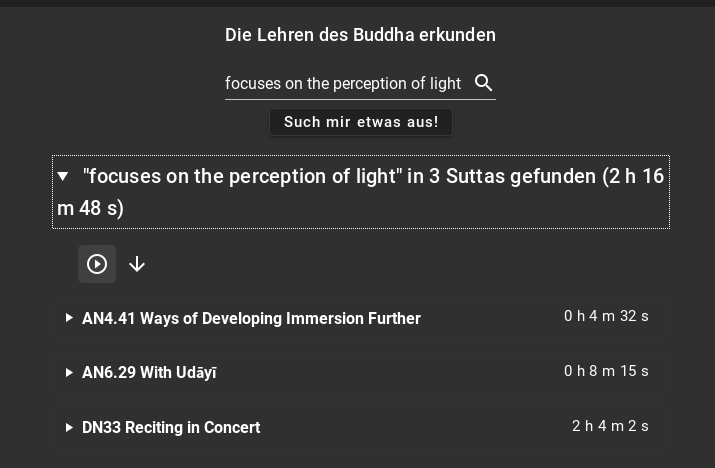 Die Lehren des Buddha erkunden
focuses on the perception of light
Such mir etwas aus!
"focuses on the perception of light" in 3 Suttas gefunden (2 h 16
m 48 s)
AN4.41 Ways of Developing Immersion Further 0 h 4 m 32 s
AN6.29 With Udāyī 0 h 8 m 15 s
DN33 Reciting in Concert 2 h 4 m 2 s